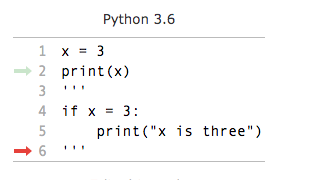 Python 3.6
1 x = 3
2 print(x)
3 '''
4 if x = 3:
5     print("x is three")
6 '''